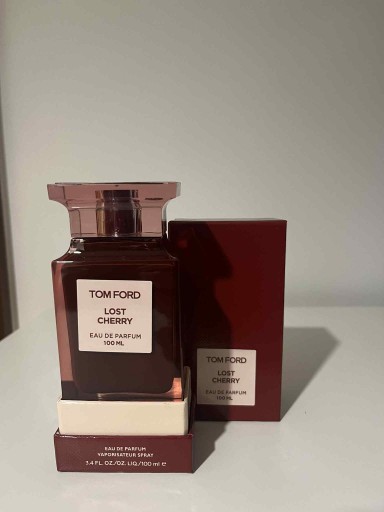 TOM FORD
LOST
CHERRY
EAU DE PARFUM
100 ML
TOM FORD
LOST
CHERRY
EAU DE PARFUM
100 ML
EAU DE PARFUM
VAPORISATEUR SPRAY
3.4 FL. OZ./OZ. LIQ./100 ml e